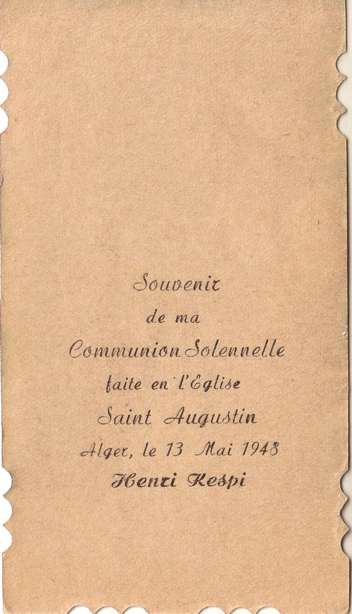 Souvenir
de ma
Communion Solennelle
faite en l'Eglise
Saint Augustin
Alger, le 13 Mai 1948
Henri Kespi